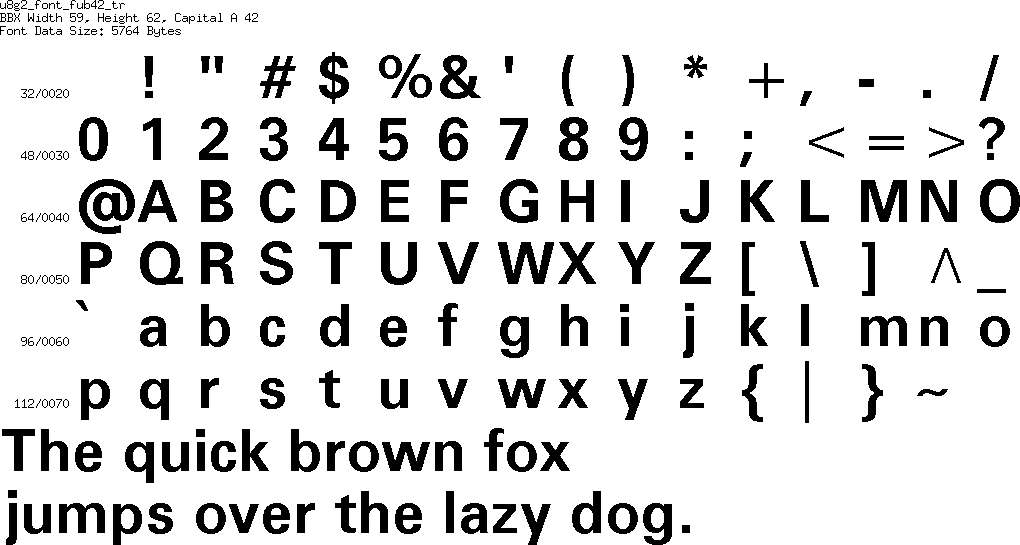 u8g2_font_fub42_tr
BBX Width 59, Height 62, Capital A 42
Font Data Size: 5764 Bytes
32/0020 ! " # $ % & ' ( ) * + , - . /
48/0030 0 1 2 3 4 5 6 7 8 9 : ; < = > ?
64/0040 @ A B C D E F G H I J K L M N O
80/0050 P Q R S T U V W X Y Z [ \ ] ^ _
96/0060 ` a b c d e f g h i j k l m n o
112/0070 p q r s t u v w x y z { | } ~
The quick brown fox
jumps over the lazy dog.